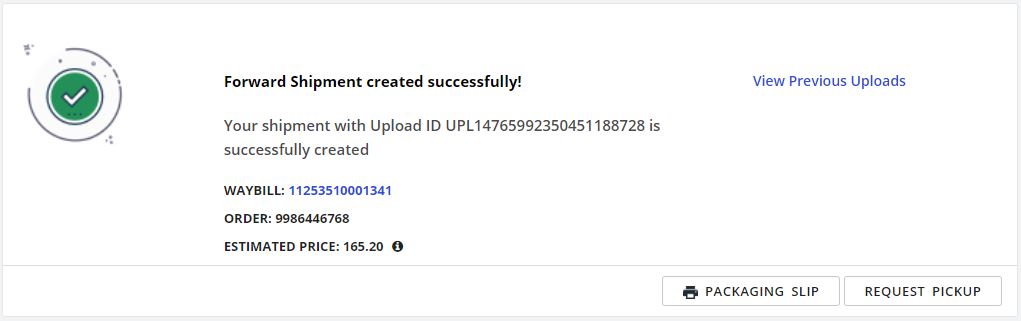 Forward Shipment created successfully!
View Previous Uploads
Your shipment with Upload ID UPL14765992350451188728 is
successfully created
WAYBILL: 11253510001341
ORDER: 9986446768
ESTIMATED PRICE: 165.20
PACKAGING SLIP
REQUEST PICKUP